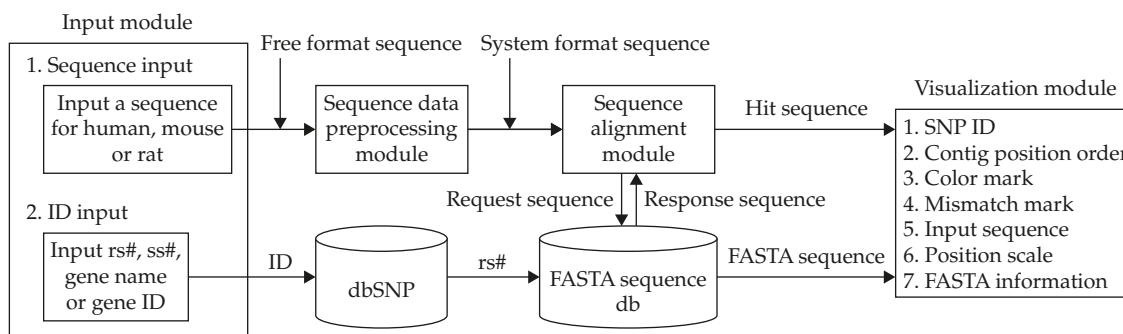 Input module
1. Sequence input
Input a sequence
for human, mouse
or rat
2. ID input
Input rs#, ss#,
gene name
or gene ID
Free format sequence
Sequence data
preprocessing
module
System format sequence
Sequence
alignment
module
Hit sequence
Request sequence
Response sequence
ID
dbSNP
rs#
FASTA sequence
db
FASTA sequence
Visualization module
1. SNP ID
2. Contig position order
3. Color mark
4. Mismatch mark
5. Input sequence
6. Position scale
7. FASTA information